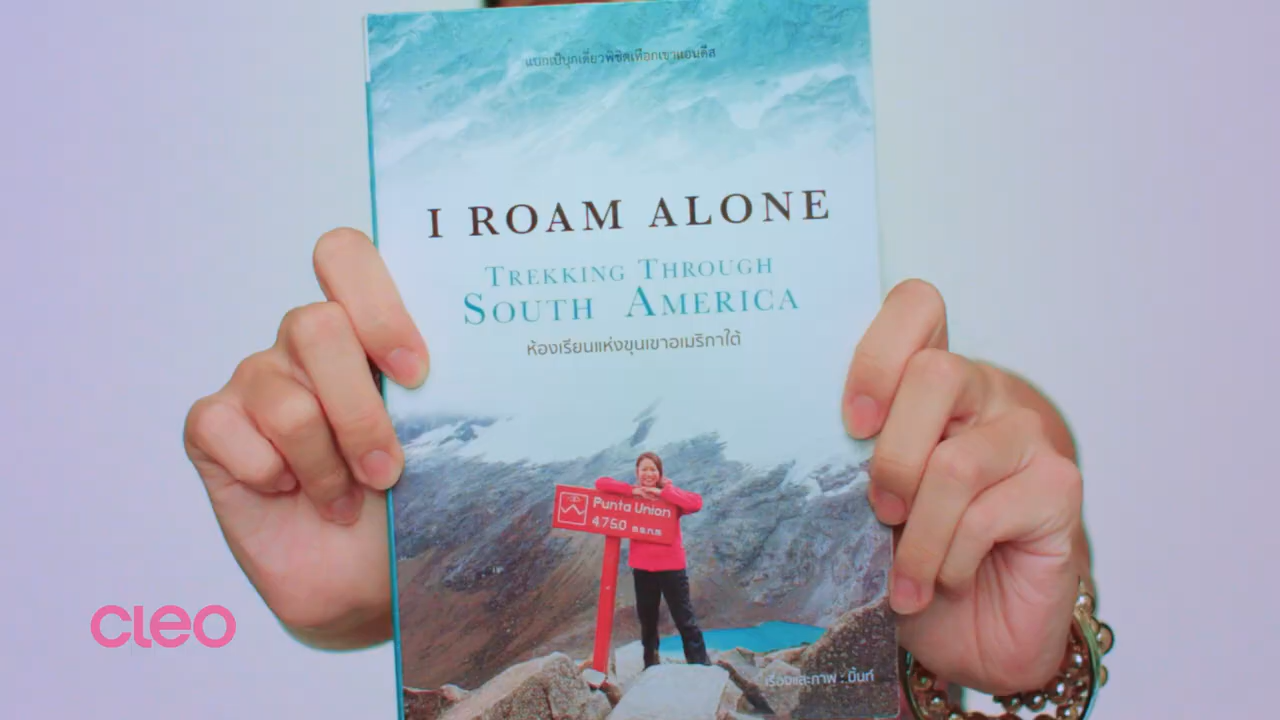 แบกเป้บุกเดี่ยวพิชิตเทือกเขาแอนดีส
I ROAM ALONE
TREKKING THROUGH
SOUTH AMERICA
ห้องเรียนแห่งขุนเขาอเมริกาใต้
Punta Union
4750 m.s.n.m
เรื่องและภาพ : มิ้นท์
CLEO